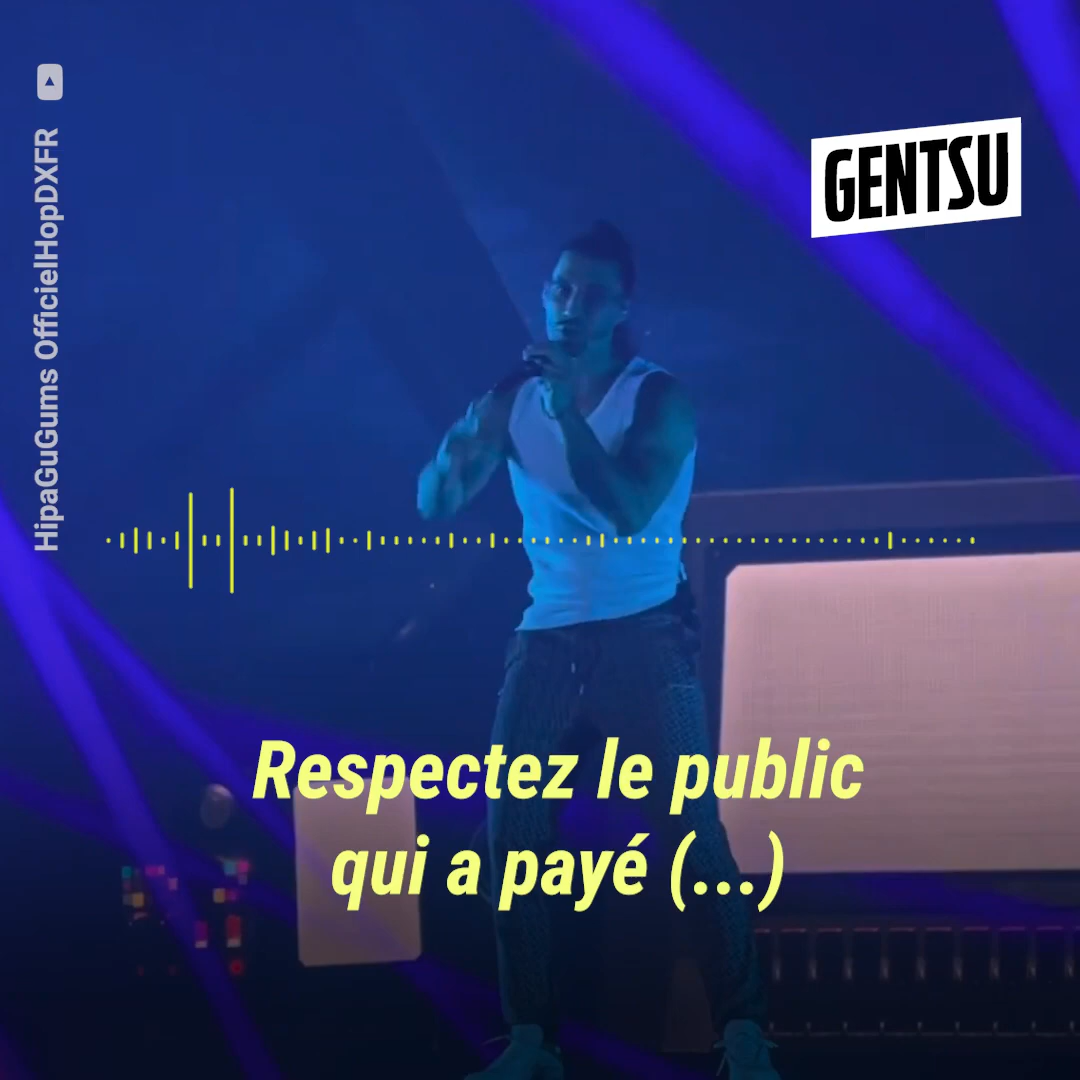 HipaGuGums OfficielHopDXFR
GENTSU
Respectez le public
qui a payé (...)